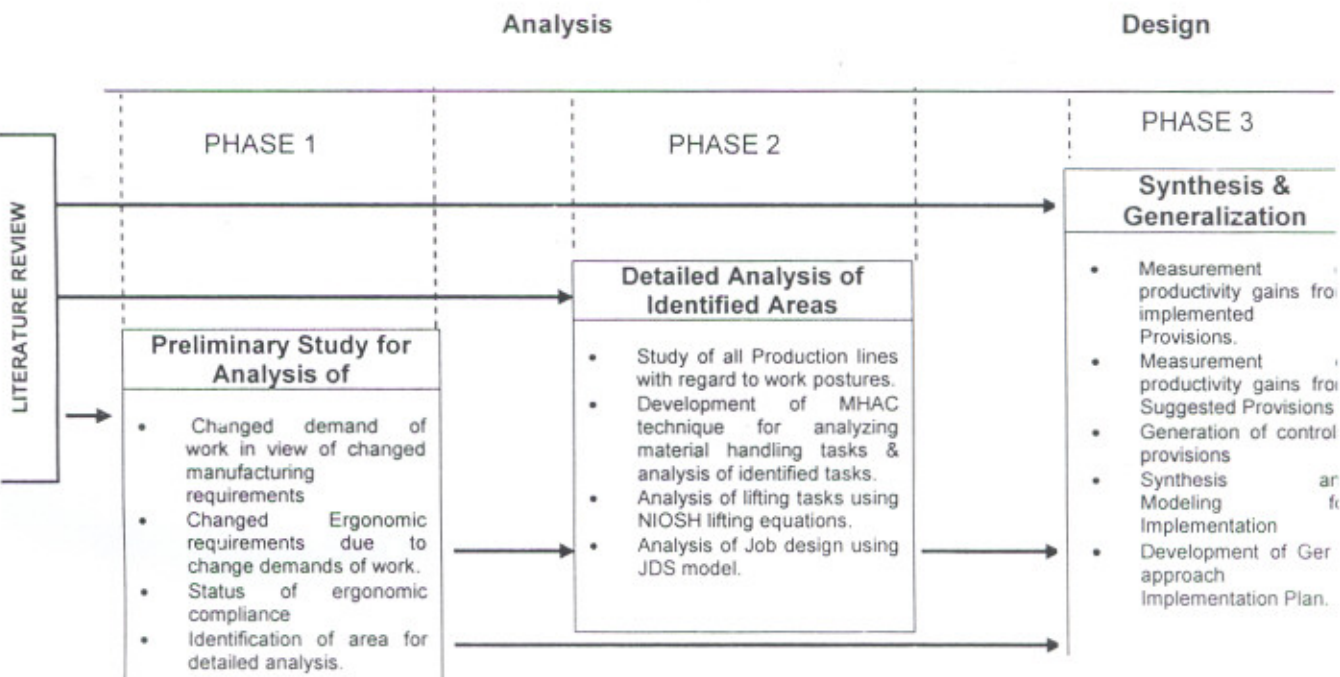 Analysis
Design
PHASE 1
PHASE 2
PHASE 3
LITERATURE REVIEW
Preliminary Study for
Analysis of
• Changed demand of
work in view of changed
manufacturing
requirements
• Changed Ergonomic
requirements due to
change demands of work.
• Status of ergonomic
compliance
• Identification of area for
detailed analysis.
Detailed Analysis of
Identified Areas
• Study of all Production lines
with regard to work postures.
• Development of MHAC
technique for analyzing
material handling tasks &
analysis of identified tasks.
• Analysis of lifting tasks using
NIOSH lifting equations.
• Analysis of Job design using
JDS model.
Synthesis &
Generalization
• Measurement
productivity gains fro
implemented
Provisions.
• Measurement
productivity gains fro
Suggested Provisions
• Generation of control
provisions
• Synthesis an
Modeling fo
Implementation
• Development of Ger
approach
Implementation Plan.